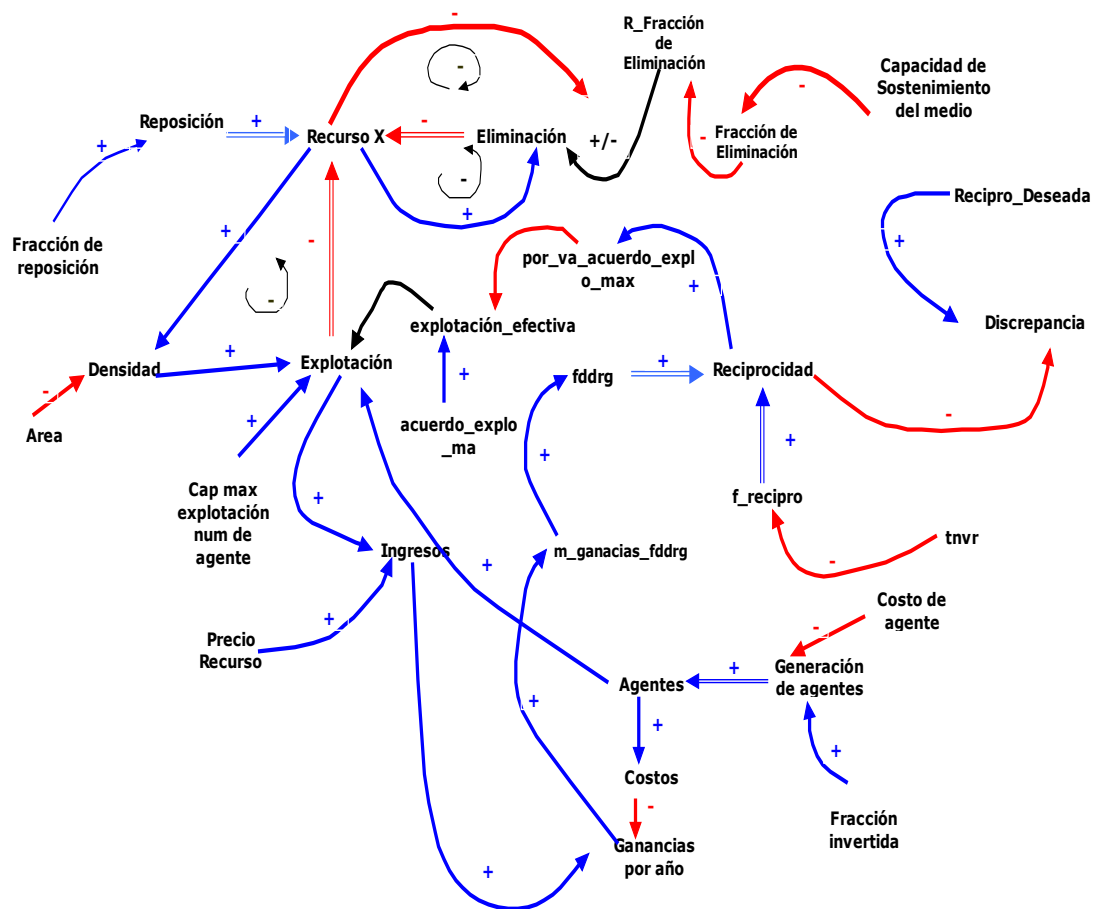 R_Fracción
de
Eliminación
Capacidad de
Sostenimiento
del medio
-
-
-
Reposición
+
Recurso X
-
Eliminación
+/-
-
Fracción de
Eliminación
+
-
+
Recipro_Deseada
+
Fracción de
reposición
+
-
-
por_va_acuerdo_expl
o_max
+
explotación_efectiva
Discrepancia
Densidad
+
Explotación
+
fddrg
+
Reciprocidad
-
Area
-
+
acuerdo_explo
_ma
+
+
Cap max
explotación
num de
agente
+
f_recipro
Ingresos
+
m_ganacias_fddrg
-
tnvr
Precio
Recurso
+
Costo de
agente
-
Agentes
+
Generación
de agentes
+
+
+
Costos
-
Fracción
invertida
Ganancias
por año
+